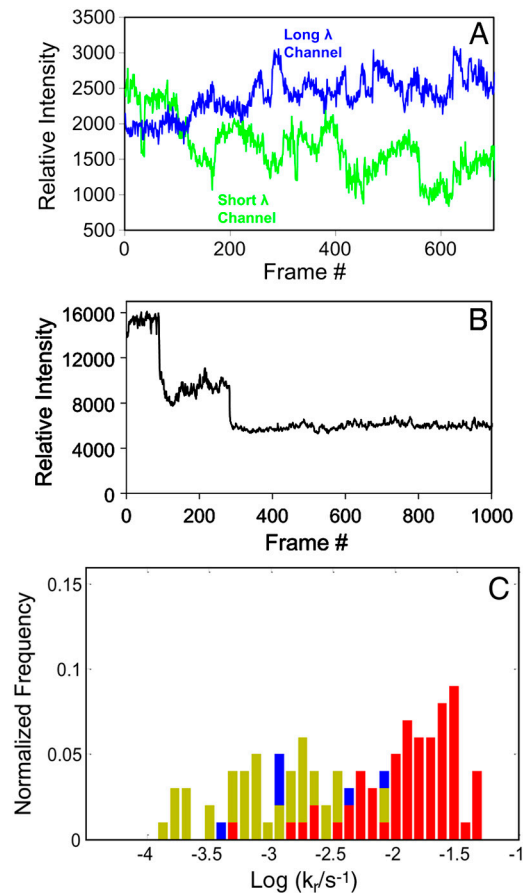 3500
3000
2500
2000
1500
1000
500
Relative Intensity
Long λ
Channel
A
Short λ
Channel
0 200 400 600
Frame #
16000
12000
8000
4000
0
Relative Intensity
B
0 200 400 600 800 1000
Frame #
0.15
0.1
0.05
0
Normalized Frequency
C
-4 -3.5 -3 -2.5 -2 -1.5 -1
Log (kr/s-1)